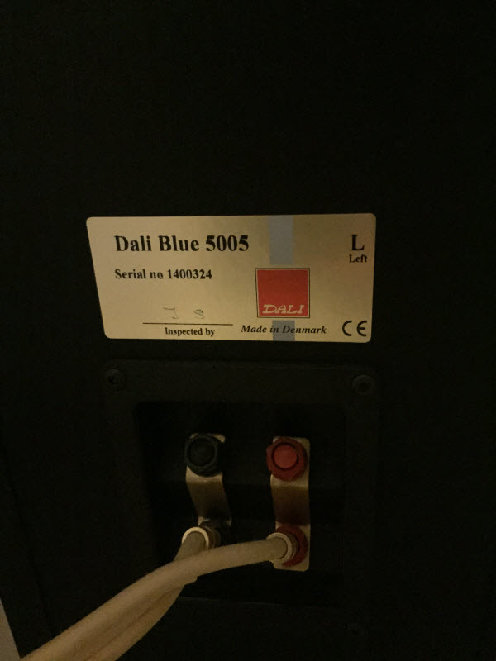 Dali Blue 5005
L
Left
Serial no 1400324
DALI
Inspected by
Made in Denmark
CE